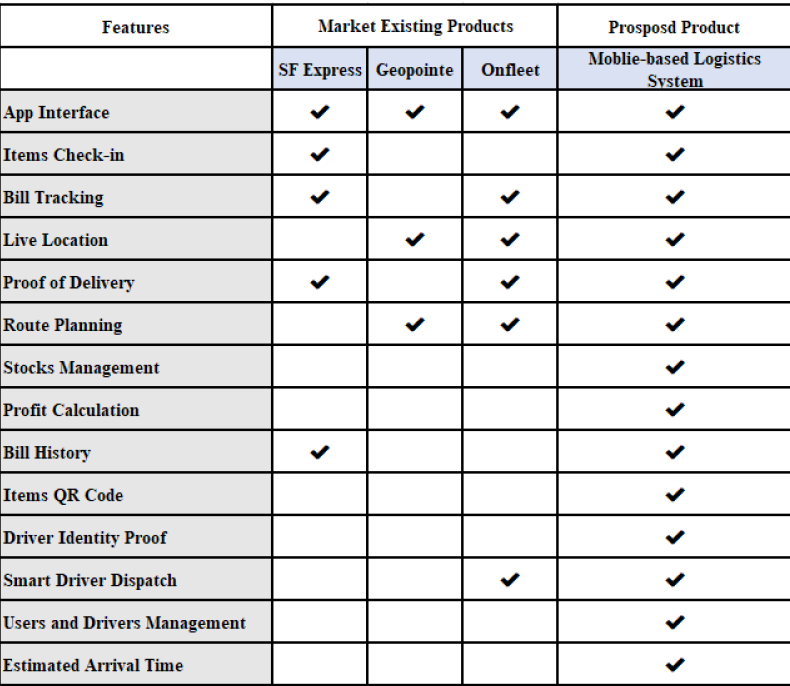 Features Market Existing Products Prosposd Product
SF Express Geopointe Onfleet Moblie-based Logistics
System
App Interface ✔ ✔ ✔ ✔
Items Check-in ✔ ✔
Bill Tracking ✔ ✔ ✔
Live Location ✔ ✔ ✔
Proof of Delivery ✔ ✔ ✔
Route Planning ✔ ✔ ✔
Stocks Management ✔
Profit Calculation ✔
Bill History ✔ ✔
Items QR Code ✔
Driver Identity Proof ✔
Smart Driver Dispatch ✔ ✔
Users and Drivers Management ✔
Estimated Arrival Time ✔